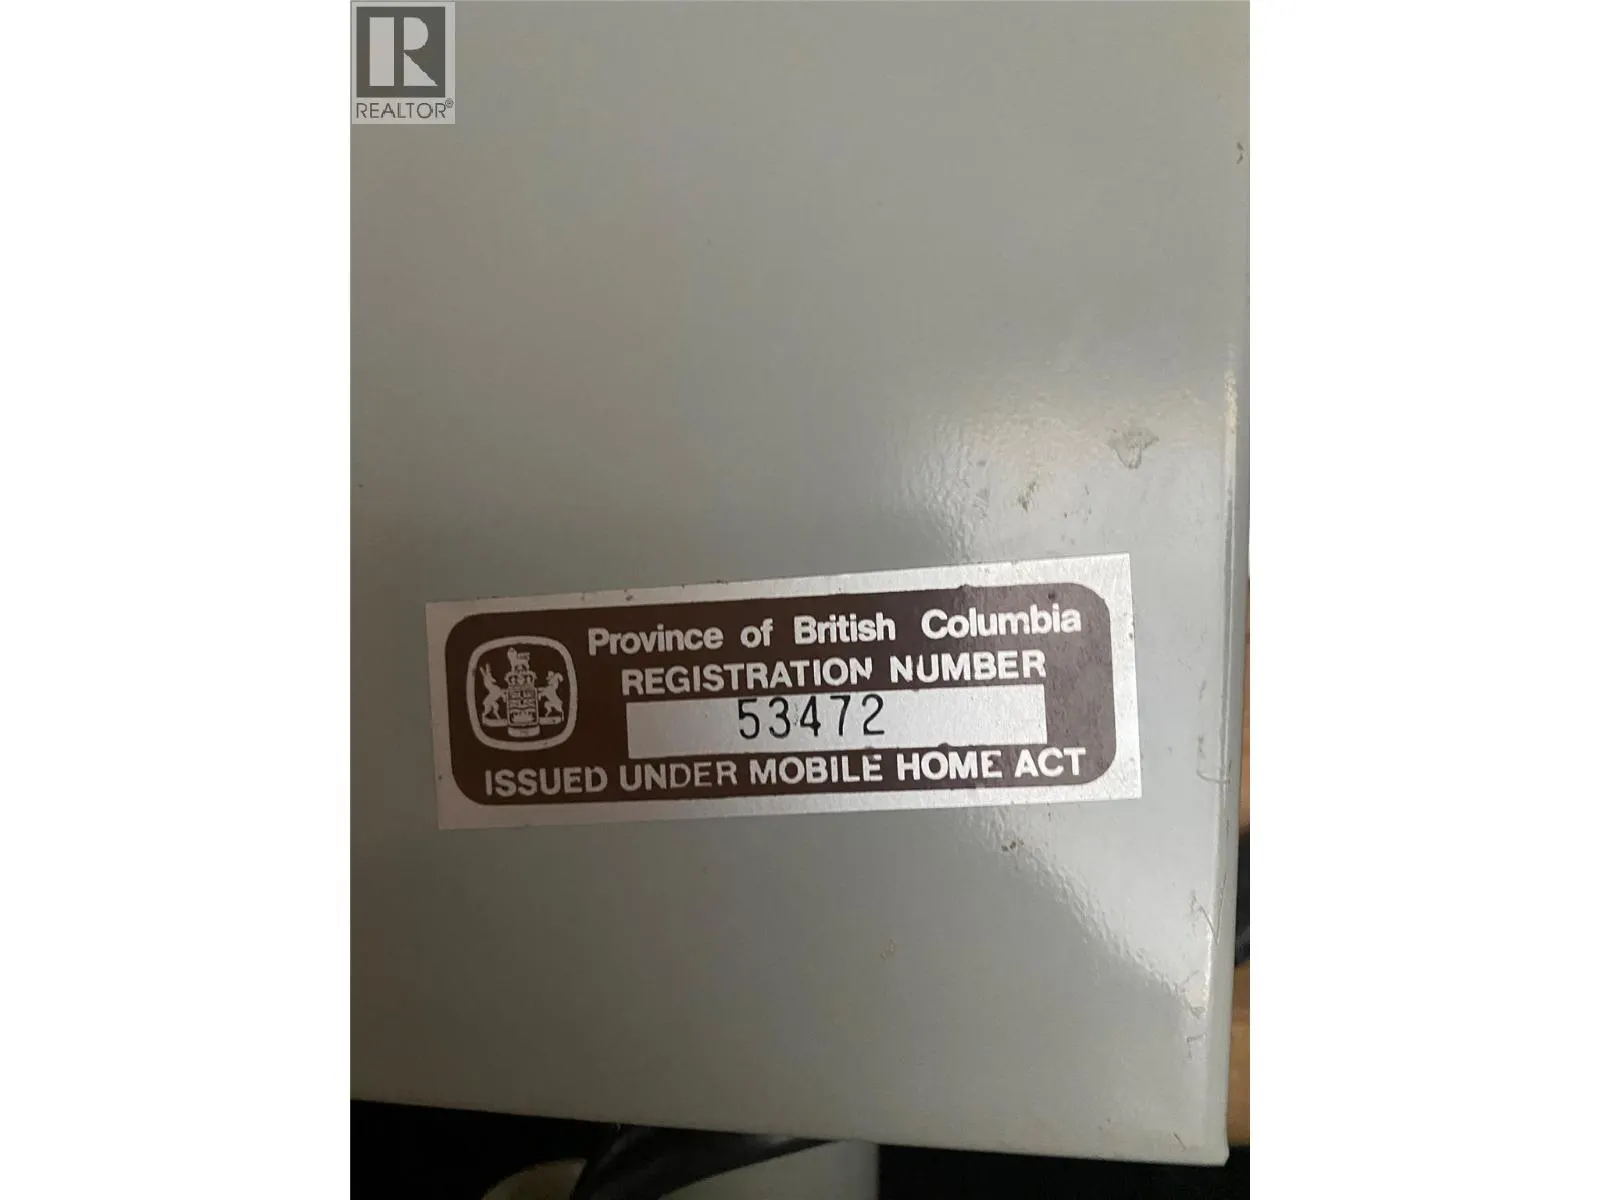 REALTOR®
Province of British Columbia
REGISTRATION NUMBER
53472
ISSUED UNDER MOBILE HOME ACT